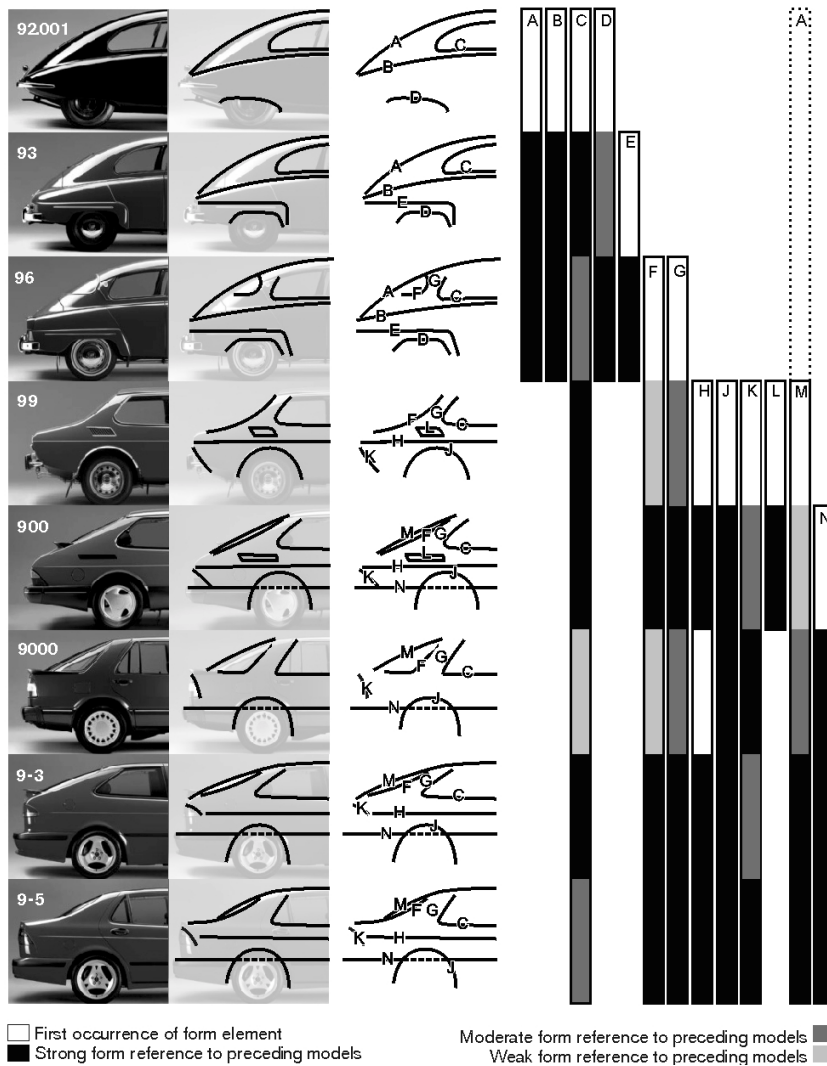 92.001
A
B
C
D
A B C D A
93
A
B
C
E
D
E
96
A
F
G
C
B
E
D
F G
99
F
G
L
C
H
J
K
H J K L M
900
M
F
G
L
C
H
K
J
N
N
9000
M
G
F
C
K
N
J
9-3
M
F
G
C
K
H
N
J
9-5
M
F
G
C
K
H
N
J
First occurrence of form element
Strong form reference to preceding models
Moderate form reference to preceding models
Weak form reference to preceding models